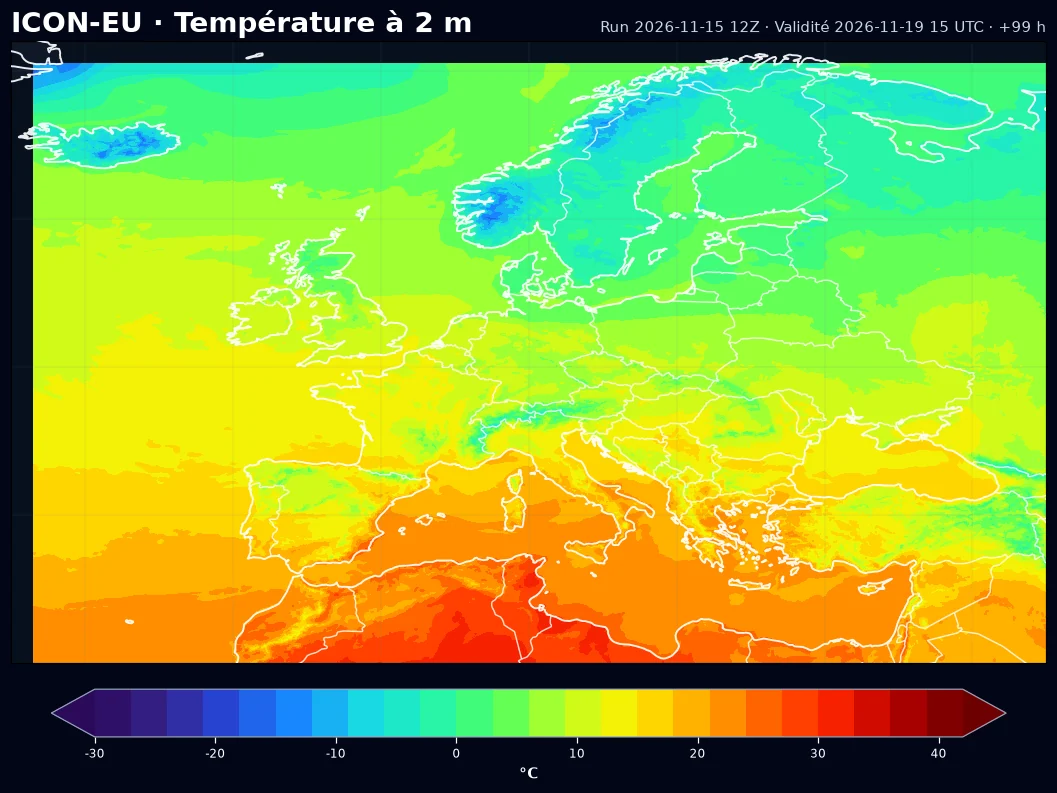 ICON-EU · Température à 2 m
Run 2026-11-15 12Z · Validité 2026-11-19 15 UTC · +99 h
-30 -20 -10 0 10 20 30 40
°C